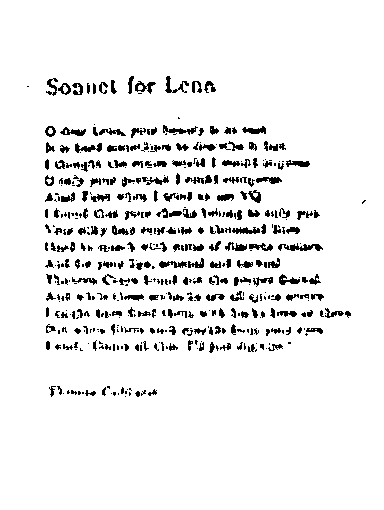 Sonnet for Lena
O dear Lena, your beauty is so vast
It is hard sometimes to describe it fast.
I thought the entire world I would impress
only your portrait I could compress.
First when I tried to use VQ
I found that your cheeks belong to only you.
Your silky hair contains a thousand lines
Hard to match with sums of discrete cosines.
And for your lips, sensual and tactual
Thirteen Crays found not the proper fractal.
And while these setbacks are all quite severe
I might have fixed them with hacks here or there
But when filters took sparkle from your eyes
I said, "Damn all this. I'll just digitize."
Thomas Colthurst